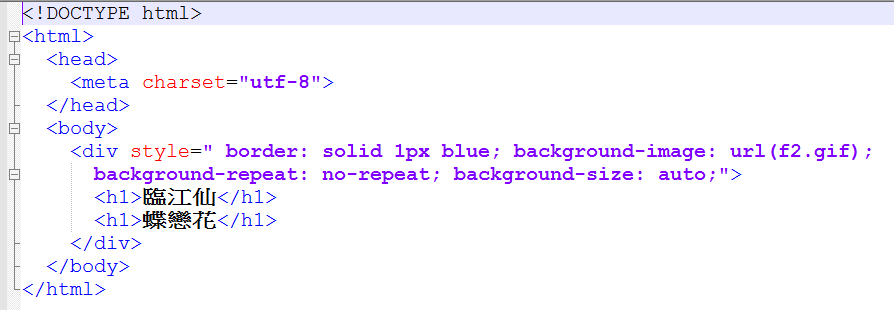 <!DOCTYPE html>
<html>
<head>
<meta charset="utf-8">
</head>
<body>
<div style=" border: solid 1px blue; background-image: url(f2.gif);
background-repeat: no-repeat; background-size: auto;">
<h1>臨江仙</h1>
<h1>蝶戀花</h1>
</div>
</body>
</html>